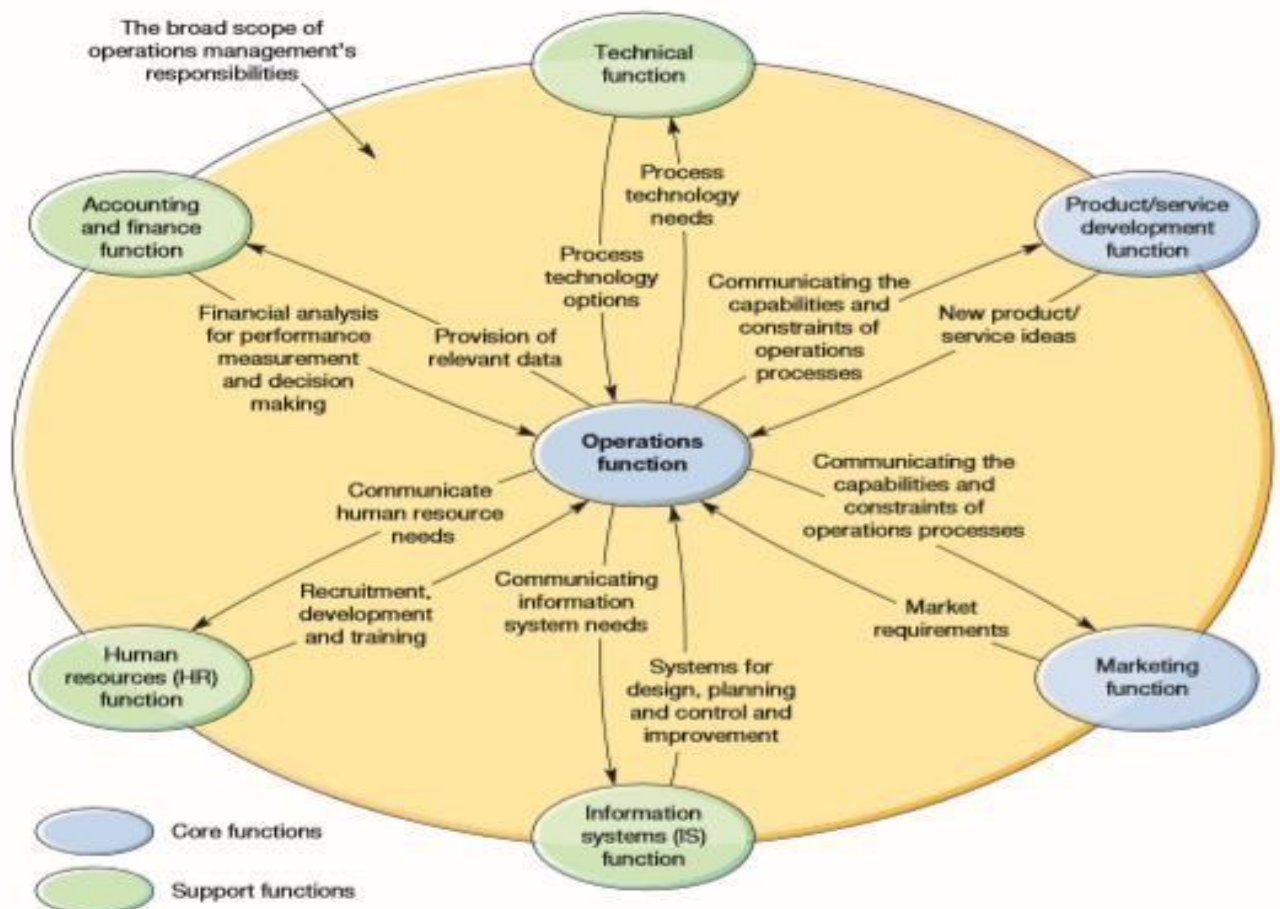 The broad scope of
operations management's
responsibilities
Technical
function
Accounting
and finance
function
Process
technology
needs
Product/service
development
function
Process
technology
options
Communicating the
capabilities and
constraints of
operations
processes
New product/
service ideas
Financial analysis
for performance
measurement
and decision
making
Provision of
relevant data
Operations
function
Communicating the
capabilities and
constraints of
operations processes
Communicate
human resource
needs
Recruitment,
development
and training
Communicating
information
system needs
Market
requirements
Human
resources (HR)
function
Systems for
design, planning
and control and
improvement
Marketing
function
Information
systems (IS)
function
Core functions
Support functions